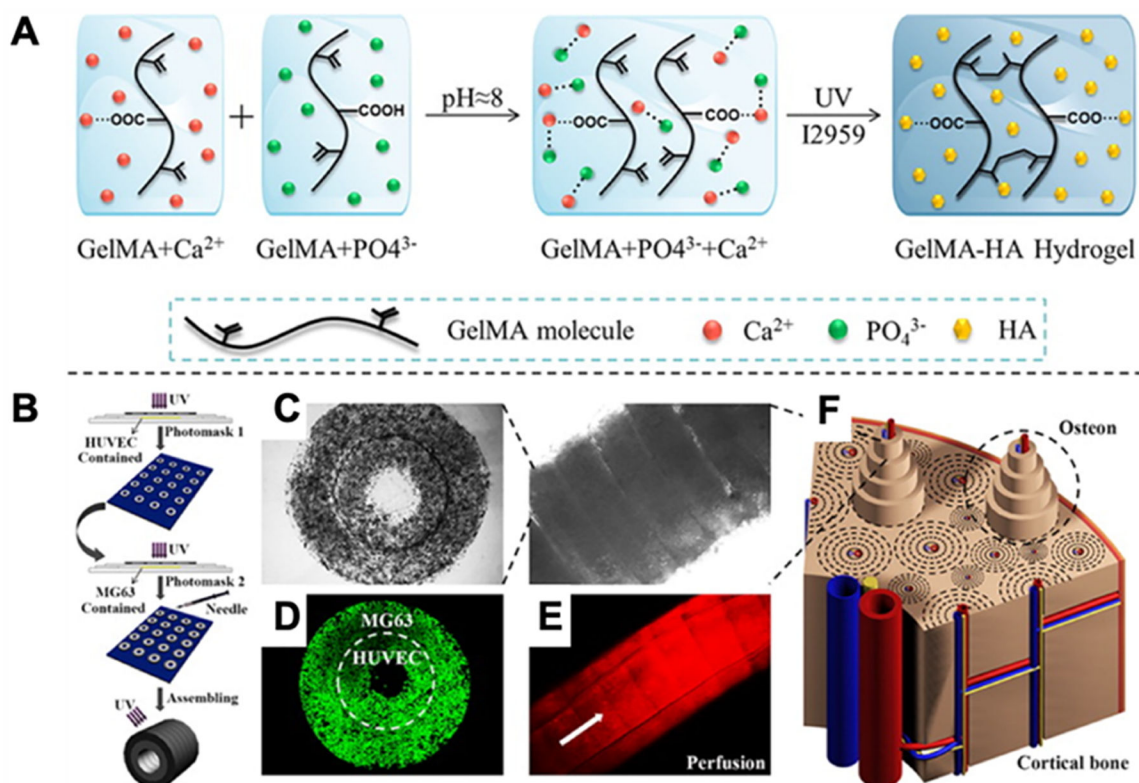 A
OOC
+
COOH
pH≈8
OOC
COO
UV
I2959
OOC
COO
GelMA+Ca²⁺
GelMA+PO4³⁻
GelMA+PO4³⁻+Ca²⁺
GelMA-HA Hydrogel
GelMA molecule
Ca²⁺
PO₄³⁻
HA
B
UV
HUVEC
Contained
Photomask 1
UV
MG63
Contained
Photomask 2
Needle
Assembling
UV
C
D
MG63
HUVEC
E
Perfusion
F
Osteon
Cortical bone